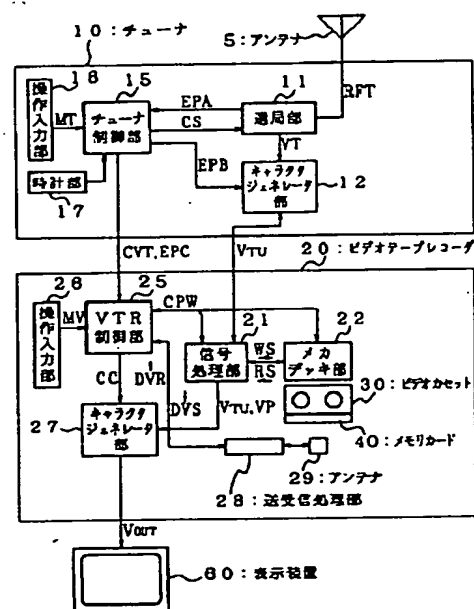 10：チューナ
5：アンテナ
18
操作入力部
MT
15
チューナ制御部
EPA
CS
11
選局部
RFT
VT
時計部
17
EPB
キャラクタジェネレータ部
12
CVT,EPC
VTU
20：ビデオテープレコーダ
26
操作入力部
MV
25
VTR制御部
CPW
21
信号処理部
WS
RS
22
メカデッキ部
CC
DVR
DVS
VTU,VP
30：ビデオカセット
40：メモリカード
27
キャラクタジェネレータ部
29：アンテナ
28：送受信処理部
VOUT
60：表示装置